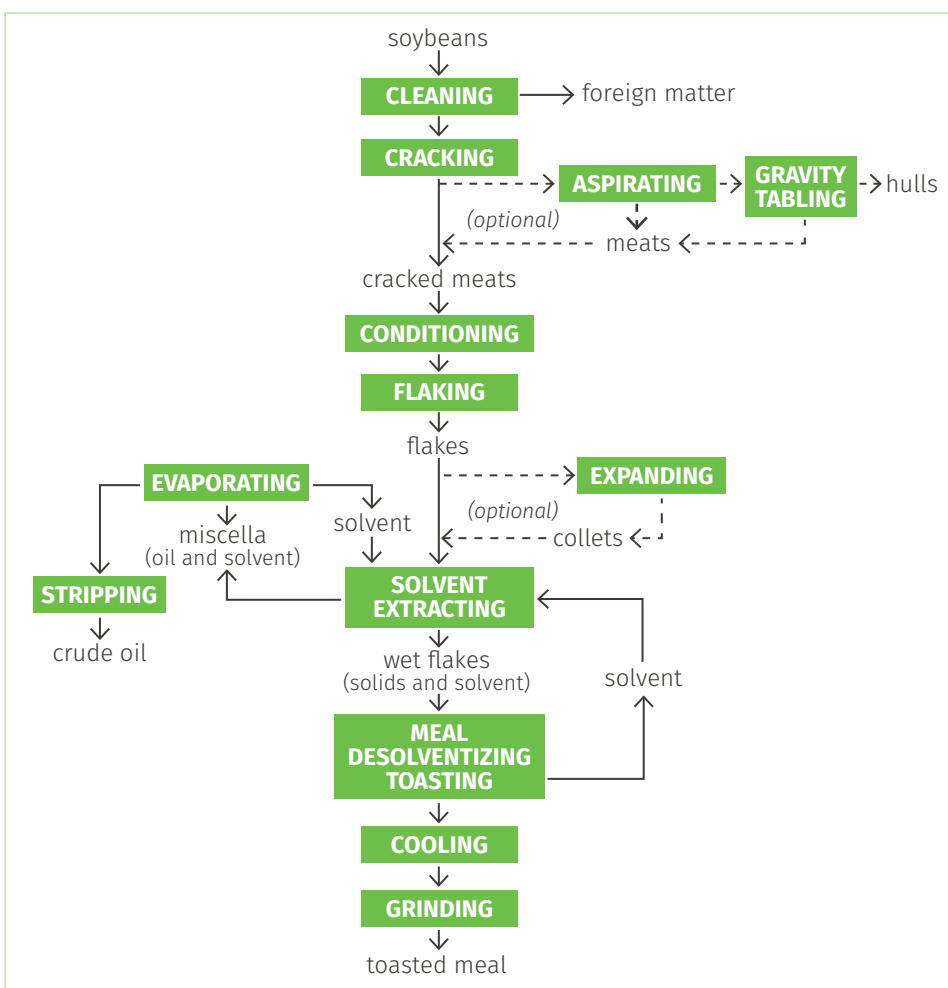 soybeans
CLEANING
foreign matter
CRACKING
ASPIRATING
GRAVITY
TABLING
hulls
(optional)
meats
cracked meats
CONDITIONING
FLAKING
flakes
EVAPORATING
EXPANDING
solvent
(optional)
miscella
(oil and solvent)
collets
STRIPPING
SOLVENT
EXTRACTING
crude oil
wet flakes
(solids and solvent)
solvent
MEAL
DESOLVENTIZING
TOASTING
COOLING
GRINDING
toasted meal